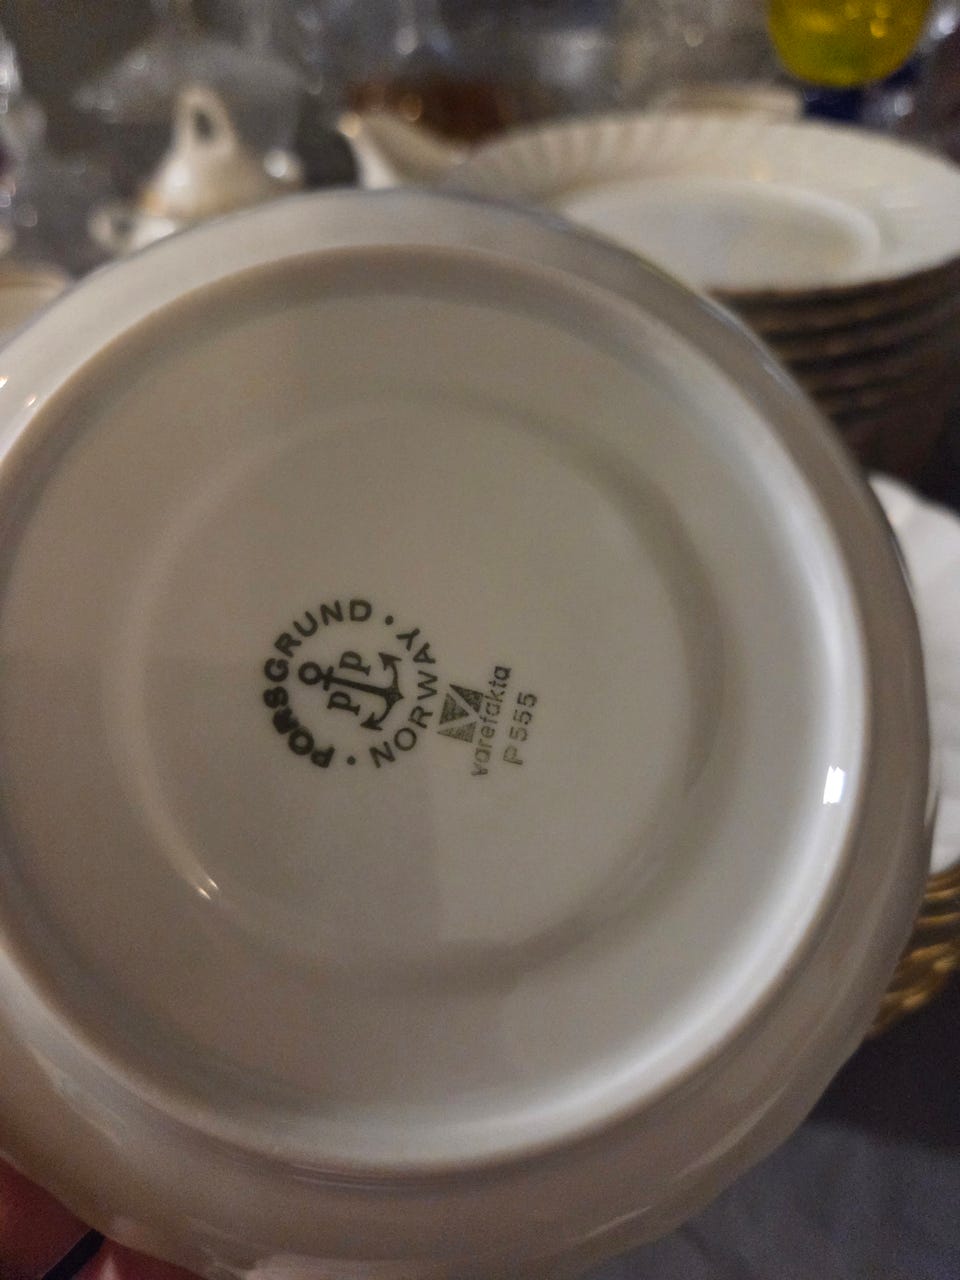 PORSGRUND • NORWAY •
PP
varefakta
P 555